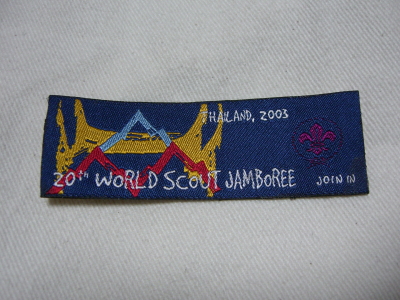 THAILAND, 2003
20th WORLD SCOUT JAMBOREE JOIN IN